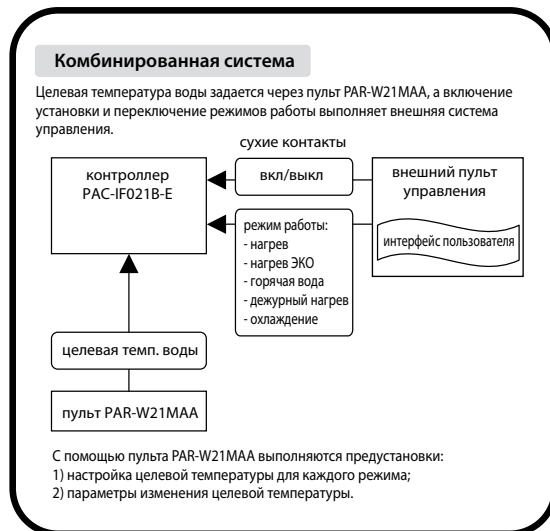 Комбинированная система
Целевая температура воды задается через пульт PAR-W21MAA, а включение
установки и переключение режимов работы выполняет внешняя система
управления.
сухие контакты
контроллер
PAC-IF021B-E
вкл/выкл
внешний пульт
управления
интерфейс пользователя
режим работы:
- нагрев
- нагрев ЭКО
- горячая вода
- дежурный нагрев
- охлаждение
целевая темп. воды
пульт PAR-W21MAA
С помощью пульта PAR-W21MAA выполняются предустановки:
1) настройка целевой температуры для каждого режима;
2) параметры изменения целевой температуры.